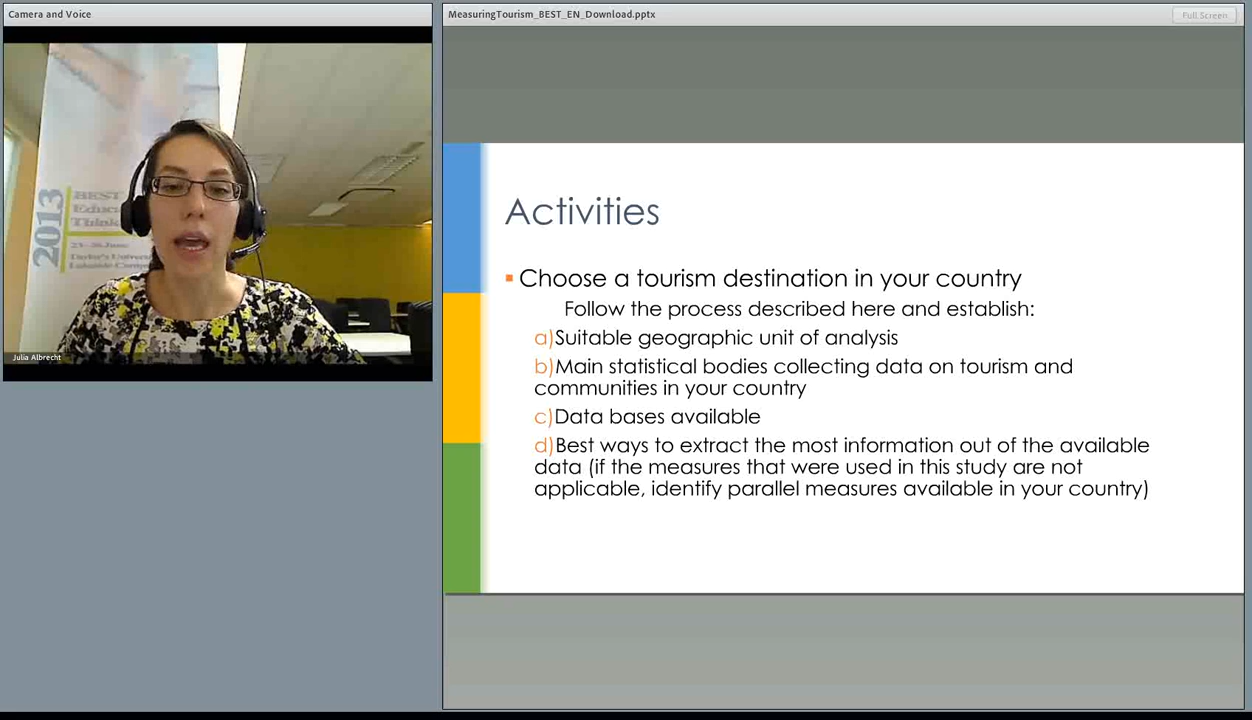 Camera and Voice
2013
BEST
Julia Albrecht
MeasuringTourism_BEST_EN_Download.pptx
Full Screen
Activities
Choose a tourism destination in your country
Follow the process described here and establish:
a)Suitable geographic unit of analysis
b)Main statistical bodies collecting data on tourism and
communities in your country
c)Data bases available
d)Best ways to extract the most information out of the available
data (if the measures that were used in this study are not
applicable, identify parallel measures available in your country)